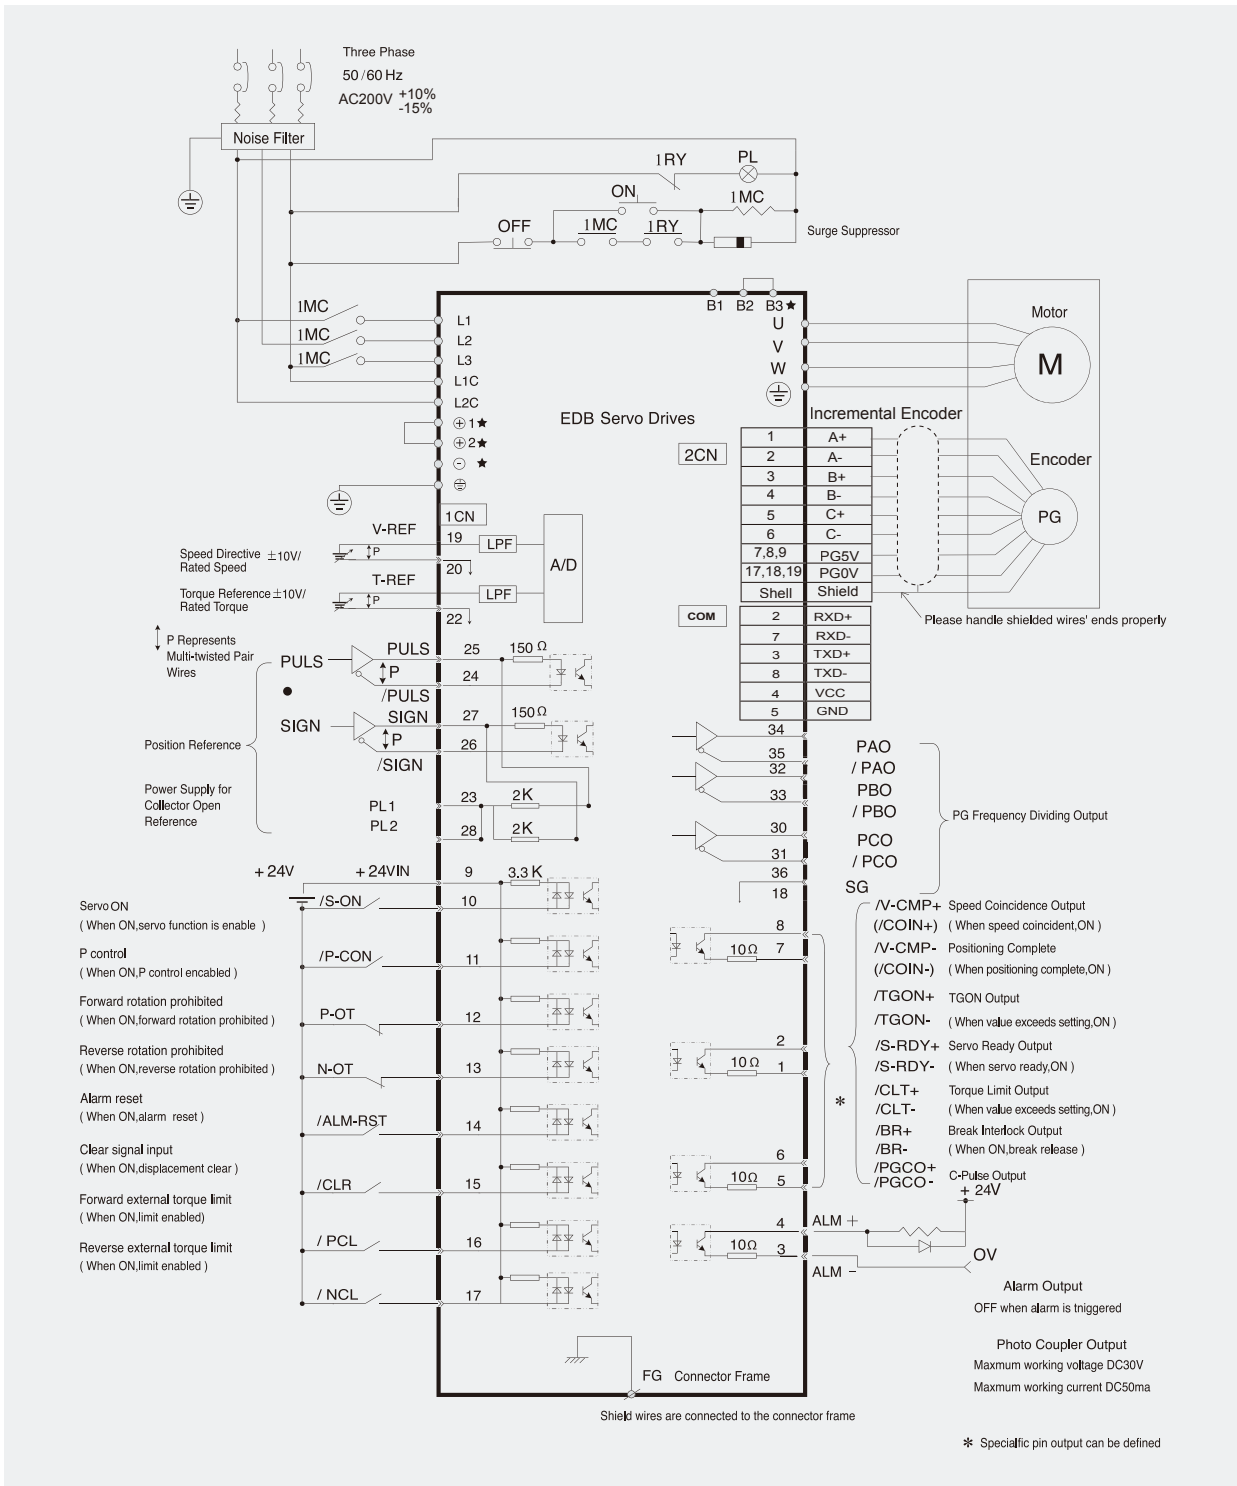 Three Phase
50/60 Hz
AC200V +10%
-15%
Noise Filter
1RY
PL
ON
1MC
OFF
1MC
1RY
Surge Suppressor
1MC
1MC
1MC
L1
L2
L3
L1C
L2C
⊕1★
⊕2★
⊖ ★
B1 B2 B3★
U
V
W
EDB Servo Drives
Motor
M
Incremental Encoder
2CN
1 A+
2 A-
3 B+
4 B-
5 C+
6 C-
7,8,9 PG5V
17,18,19 PG0V
Shell Shield
Encoder
PG
Please handle shielded wires' ends properly
COM
2 RXD+
7 RXD-
3 TXD+
8 TXD-
4 VCC
5 GND
1CN
V-REF
19
LPF
Speed Directive ±10V/
Rated Speed
P
20
A/D
T-REF
LPF
Torque Reference±10V/
Rated Torque
P
22
P Represents
Multi-twisted Pair
Wires
PULS
PULS
25
150Ω
P
24
/PULS
SIGN
SIGN
27
150Ω
P
26
/SIGN
Position Reference
Power Supply for
Collector Open
Reference
PL1
23
2K
PL2
28
2K
34
35
32
33
30
31
36
18
PAO
/ PAO
PBO
/ PBO
PCO
/ PCO
SG
PG Frequency Dividing Output
+ 24V
+ 24VIN
9
3.3 K
Servo ON
( When ON,servo function is enable )
/S-ON
10
P control
( When ON,P control encabled )
/P-CON
11
Forward rotation prohibited
( When ON,forward rotation prohibited )
P-OT
12
Reverse rotation prohibited
( When ON,reverse rotation prohibited )
N-OT
13
Alarm reset
( When ON,alarm reset )
/ALM-RST
14
Clear signal input
( When ON,displacement clear )
/CLR
15
Forward external torque limit
( When ON,limit enabled)
/ PCL
16
Reverse external torque limit
( When ON,limit enabled )
/ NCL
17
8
10Ω
7
2
10Ω
1
6
10Ω
5
4
10Ω
3
*
/V-CMP+ Speed Coincidence Output
(/COIN+) ( When speed coincident,ON )
/V-CMP- Positioning Complete
(/COIN-) ( When positioning complete,ON )
/TGON+ TGON Output
/TGON- ( When value exceeds setting,ON )
/S-RDY+ Servo Ready Output
/S-RDY- ( When servo ready,ON )
/CLT+ Torque Limit Output
/CLT- ( When value exceeds setting,ON )
/BR+ Break Interlock Output
/BR- ( When ON,break release )
/PGCO+
/PGCO- C-Pulse Output
+ 24V
ALM +
OV
ALM -
Alarm Output
OFF when alarm is tniggered
Photo Coupler Output
Maxmum working voltage DC30V
Maxmum working current DC50ma
FG Connector Frame
Shield wires are connected to the connector frame
* Specialfic pin output can be defined